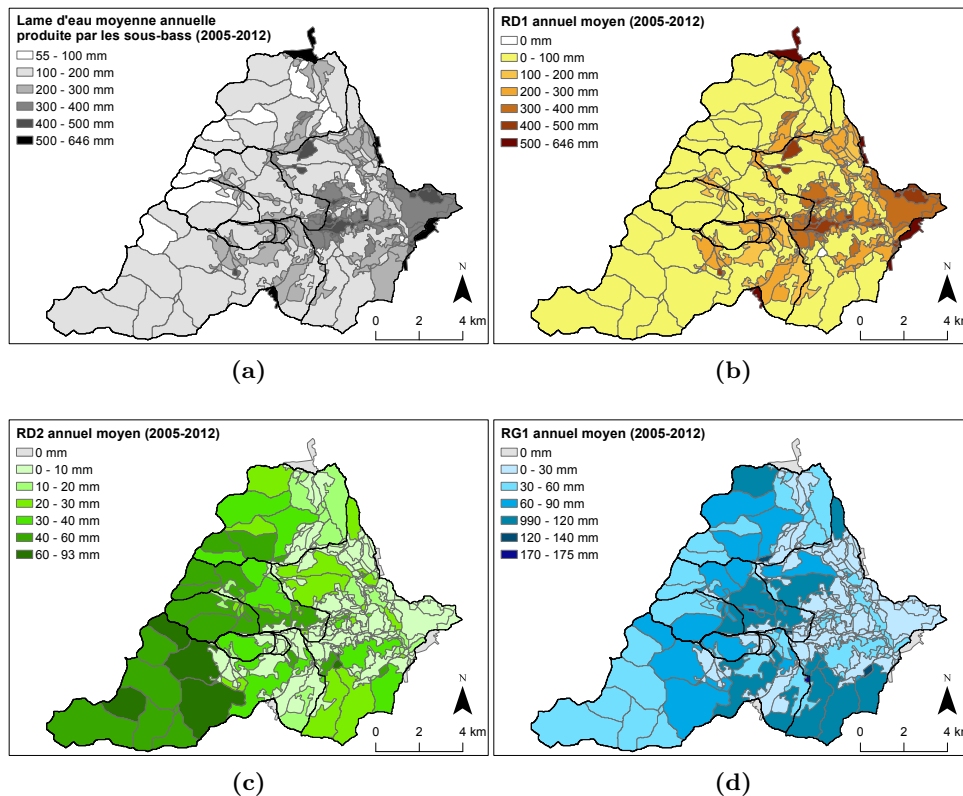 Lame d'eau moyenne annuelle
produite par les sous-bass (2005-2012)
55 - 100 mm
100 - 200 mm
200 - 300 mm
300 - 400 mm
400 - 500 mm
500 - 646 mm
N
0 2 4 km
(a)
RD1 annuel moyen (2005-2012)
0 mm
0 - 100 mm
100 - 200 mm
200 - 300 mm
300 - 400 mm
400 - 500 mm
500 - 646 mm
N
0 2 4 km
(b)
RD2 annuel moyen (2005-2012)
0 mm
0 - 10 mm
10 - 20 mm
20 - 30 mm
30 - 40 mm
40 - 60 mm
60 - 93 mm
N
0 2 4 km
(c)
RG1 annuel moyen (2005-2012)
0 mm
0 - 30 mm
30 - 60 mm
60 - 90 mm
990 - 120 mm
120 - 140 mm
170 - 175 mm
N
0 2 4 km
(d)